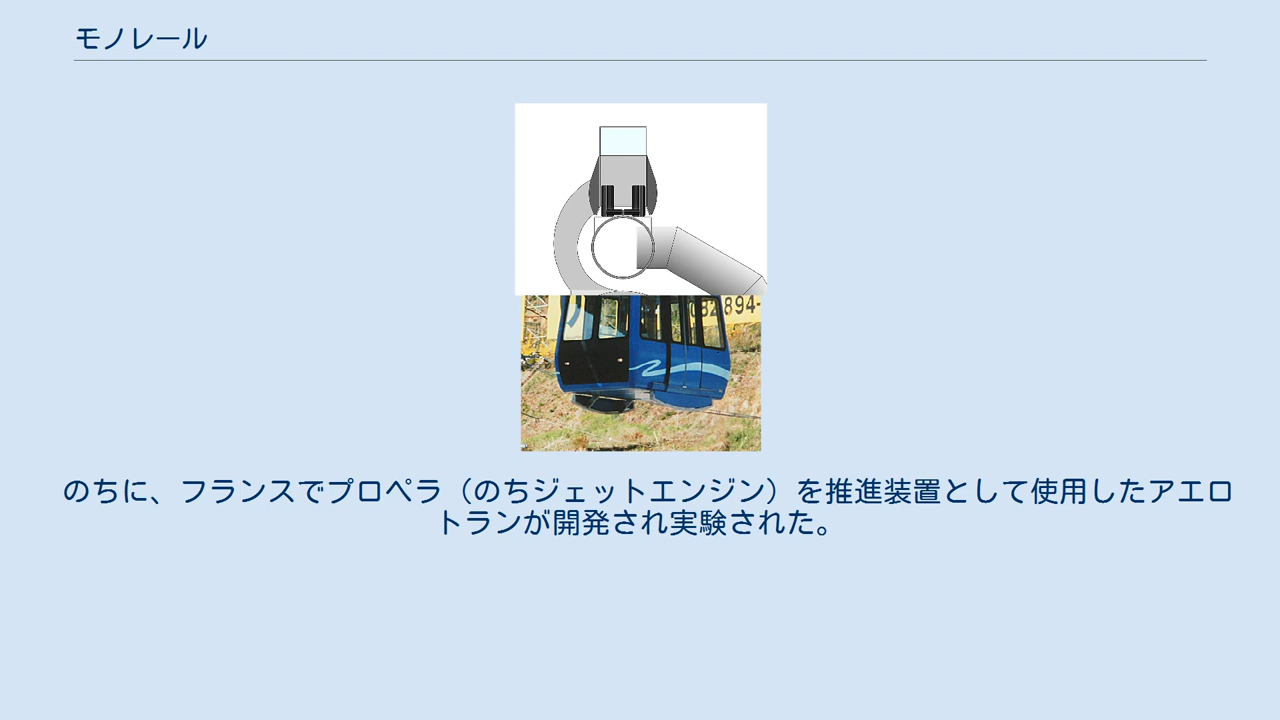 モノレール
082 894-
のちに、フランスでプロペラ（のちジェットエンジン）を推進装置として使用したアエロ
トランが開発され実験された。